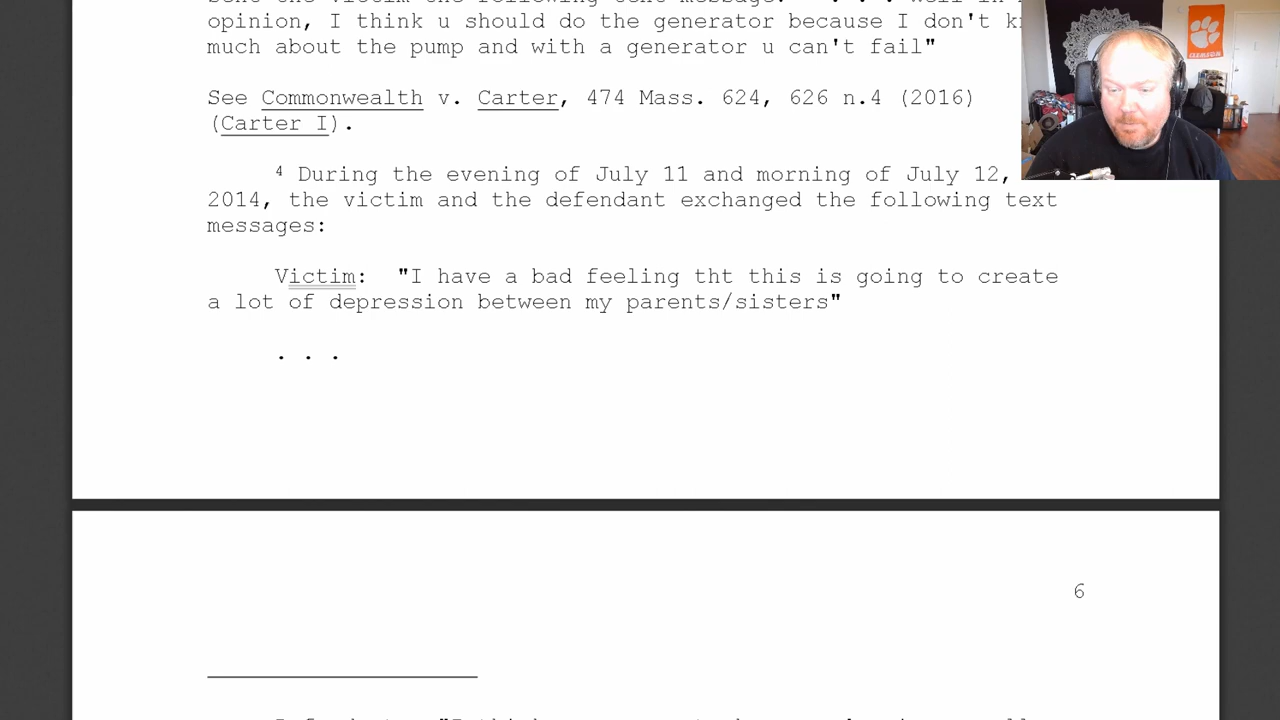 opinion, I think u should do the generator because I don't
much about the pump and with a generator u can't fail"
See Commonwealth v. Carter, 474 Mass. 624, 626 n.4 (2016)
(Carter I).
4 During the evening of July 11 and morning of July 12,
2014, the victim and the defendant exchanged the following text
messages:
Victim: "I have a bad feeling tht this is going to create
a lot of depression between my parents/sisters"
. . .
6
CLEMSON